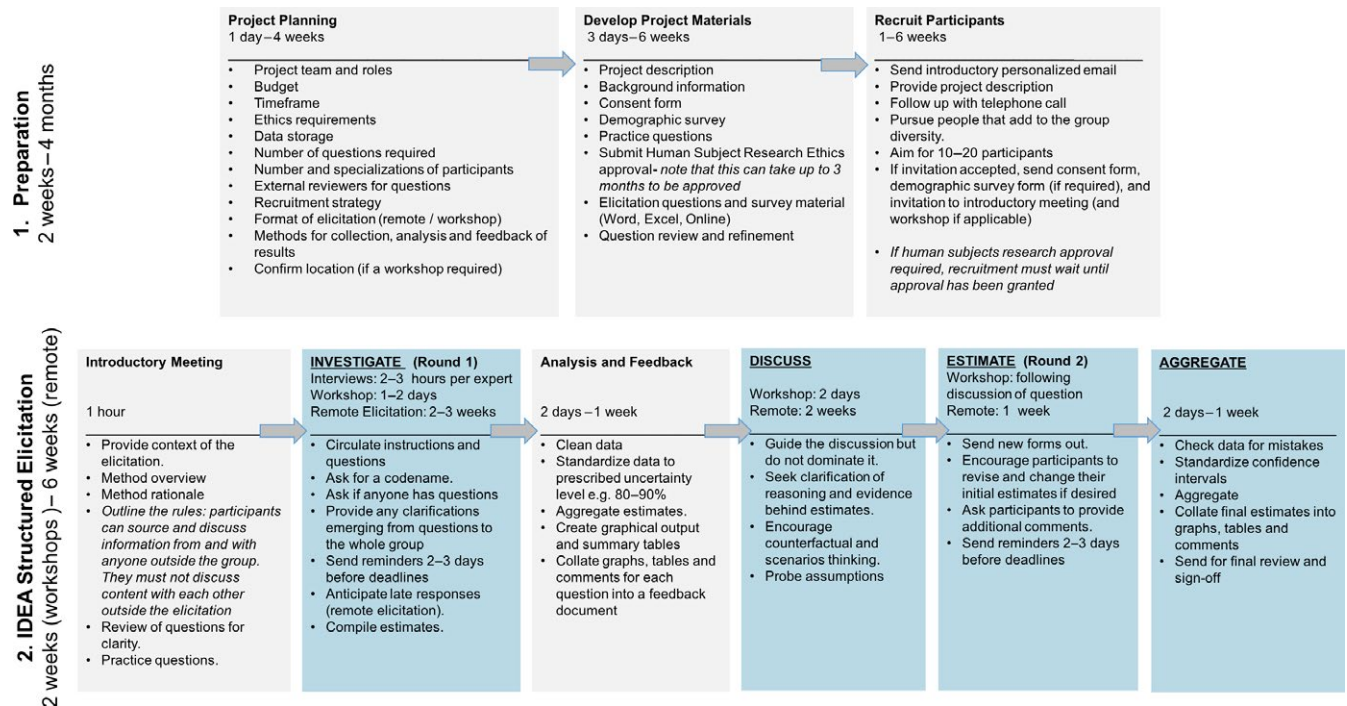 1. Preparation
2 weeks–4 months
Project Planning
1 day–4 weeks
• Project team and roles
• Budget
• Timeframe
• Ethics requirements
• Data storage
• Number of questions required
• Number and specializations of participants
• External reviewers for questions
• Recruitment strategy
• Format of elicitation (remote / workshop)
• Methods for collection, analysis and feedback of
results
• Confirm location (if a workshop required)
Develop Project Materials
3 days–6 weeks
• Project description
• Background information
• Consent form
• Demographic survey
• Practice questions
• Submit Human Subject Research Ethics
approval- note that this can take up to 3
months to be approved
• Elicitation questions and survey material
(Word, Excel, Online)
• Question review and refinement
Recruit Participants
1–6 weeks
• Send introductory personalized email
• Provide project description
• Follow up with telephone call
• Pursue people that add to the group
diversity.
• Aim for 10–20 participants
• If invitation accepted, send consent form,
demographic survey form (if required), and
invitation to introductory meeting (and
workshop if applicable)
• If human subjects research approval
required, recruitment must wait until
approval has been granted
2. IDEA Structured Elicitation
2 weeks (workshops )– 6 weeks (remote)
Introductory Meeting
1 hour
• Provide context of the
elicitation.
• Method overview
• Method rationale
• Outline the rules: participants
can source and discuss
information from and with
anyone outside the group.
They must not discuss
content with each other
outside the elicitation
• Review of questions for
clarity.
• Practice questions.
INVESTIGATE (Round 1)
Interviews: 2–3 hours per expert
Workshop: 1–2 days
Remote Elicitation: 2–3 weeks
• Circulate instructions and
questions
• Ask for a codename.
• Ask if anyone has questions
• Provide any clarifications
emerging from questions to
the whole group
• Send reminders 2–3 days
before deadlines
• Anticipate late responses
(remote elicitation).
• Compile estimates.
Analysis and Feedback
2 days –1 week
• Clean data
• Standardize data to
prescribed uncertainty
level e.g. 80–90%
• Aggregate estimates.
• Create graphical output
and summary tables
• Collate graphs, tables and
comments for each
question into a feedback
document
DISCUSS
Workshop: 2 days
Remote: 2 weeks
• Guide the discussion but
do not dominate it.
• Seek clarification of
reasoning and evidence
behind estimates.
• Encourage
counterfactual and
scenarios thinking.
• Probe assumptions
ESTIMATE (Round 2)
Workshop: following
discussion of question
Remote: 1 week
• Send new forms out.
• Encourage participants to
revise and change their
initial estimates if desired
• Ask participants to provide
additional comments.
• Send reminders 2–3 days
before deadlines
AGGREGATE
2 days–1 week
• Check data for mistakes
• Standardize confidence
intervals
• Aggregate
• Collate final estimates into
graphs, tables and
comments
• Send for final review and
sign-off